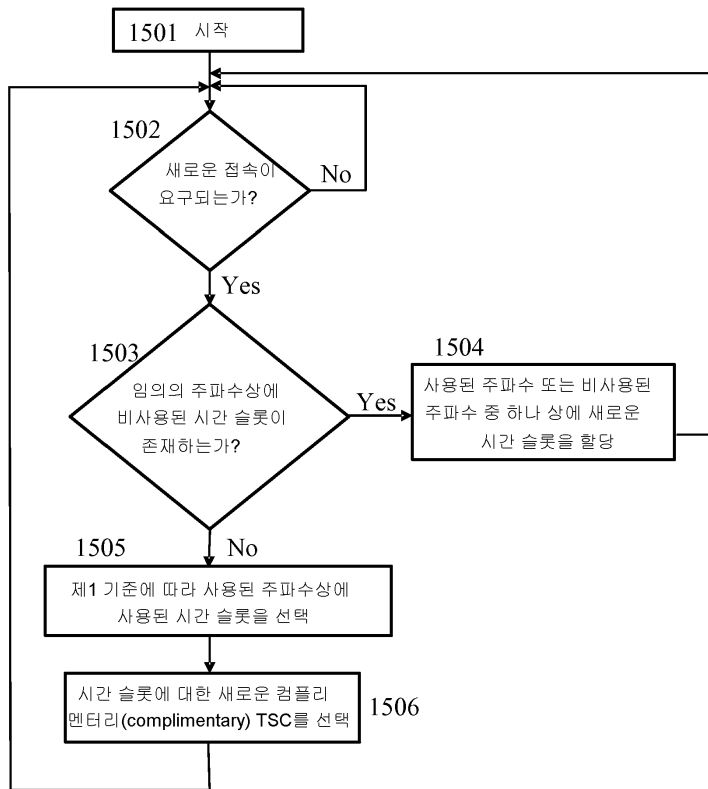 1501 시작
1502
새로운 접속이
요구되는가?
No
Yes
1503
임의의 주파수상에
비사용된 시간 슬롯이
존재하는가?
Yes
1504
사용된 주파수 또는 비사용된
주파수 중 하나 상에 새로운
시간 슬롯을 할당
No
1505
제1 기준에 따라 사용된 주파수상에
사용된 시간 슬롯을 선택
시간 슬롯에 대한 새로운 컴플리
멘터리(complimentary) TSC를 선택
1506